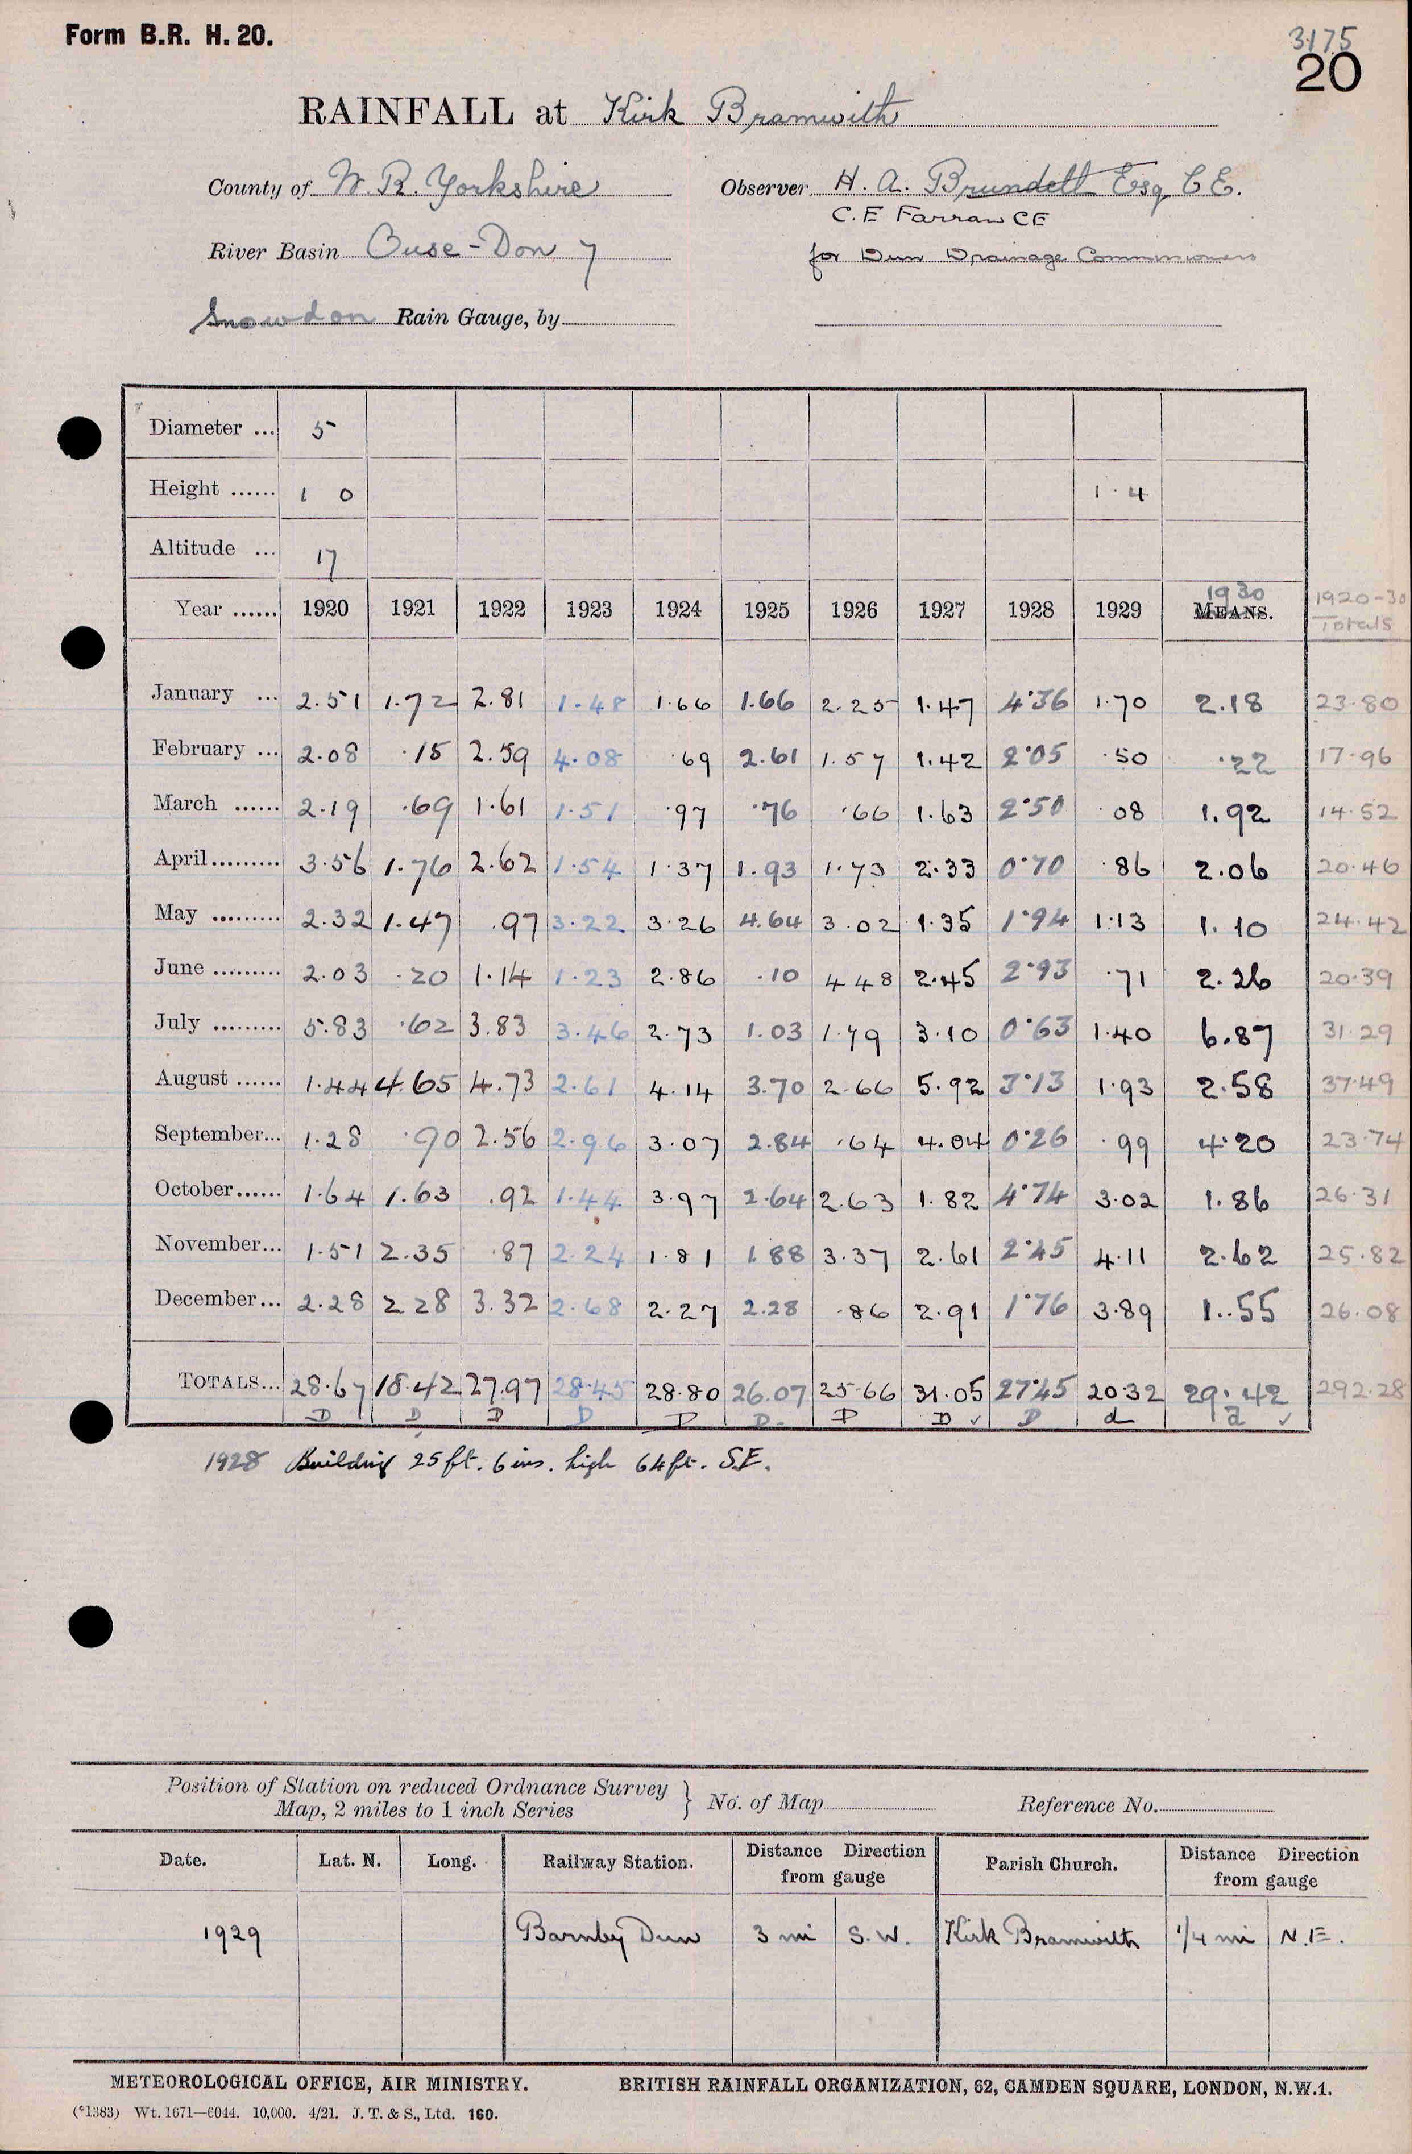 Form B.R. H. 20.
3175
20
RAINFALL at Kirk Bramwith
County of W. R. Yorkshire Observer H. A. Brundell Esq C E.
C. E Farran CE
River Basin Ouse - Don 7 for Dun Drainage Commissioners
Snowdon Rain Gauge, by
Diameter ... 5
Height ...... 1 0 1·4
Altitude ... 17
Year ...... 1920 1921 1922 1923 1924 1925 1926 1927 1928 1929 1930 MEANS. 1920-30 Totals
January ... 2.51 1.72 2.81 1.48 1.66 1.66 2.25 1.47 4.36 1.70 2.18 23.80
February ... 2.08 .15 2.59 4.08 .69 2.61 1.57 1.42 2.05 .50 .22 17.96
March ...... 2.19 .69 1.61 1.51 .97 .76 .66 1.63 2.50 08 1.92 14.52
April ......... 3.56 1.76 2.62 1.54 1.37 1.93 1.73 2.33 0.70 .86 2.06 20.46
May ......... 2.32 1.47 .97 3.22 3.26 4.64 3.02 1.35 1.94 1.13 1.10 24.42
June ......... 2.03 .20 1.14 1.23 2.86 .10 4 48 2.45 2.93 .71 2.26 20.39
July ......... 5.83 .62 3.83 3.46 2.73 1.03 1.79 3.10 0.63 1.40 6.87 31.29
August ...... 1.44 4.65 4.73 2.61 4.14 3.70 2.66 5.92 3.13 1.93 2.58 37.49
September... 1.28 .90 2.56 2.96 3.07 2.84 .64 4.04 0.26 .99 4.20 23.74
October...... 1.64 1.63 .92 1.44 3.97 2.64 2.63 1.82 4.74 3.02 1.86 26.31
November... 1.51 2.35 .87 2.24 1.81 1.88 3.37 2.61 2.45 4.11 2.62 25.82
December... 2.28 2 28 3.32 2.68 2.27 2.28 .86 2.91 1.76 3.89 1..55 26.08
TOTALS... 28.67 18.42 27.97 28.45 28.80 26.07 25.66 31.05 27.45 20.32 29.42 292.28
D D D D D D D D ✓ D d d ✓
1928 Building 25 ft. 6 ins. high 64 ft. S.E.
Position of Station on reduced Ordnance Survey
Map, 2 miles to 1 inch Series } No. of Map Reference No.
Date. Lat. N. Long. Railway Station. Distance Direction from gauge Parish Church. Distance Direction from gauge
1929 Barnby Dun 3 mi S. W. Kirk Bramwith 1/4 mi N. E.
METEOROLOGICAL OFFICE, AIR MINISTRY. BRITISH RAINFALL ORGANIZATION, 62, CAMDEN SQUARE, LONDON, N.W.1.
(*1383) Wt. 1671—6044. 10,000. 4/21. J. T. & S., Ltd. 160.